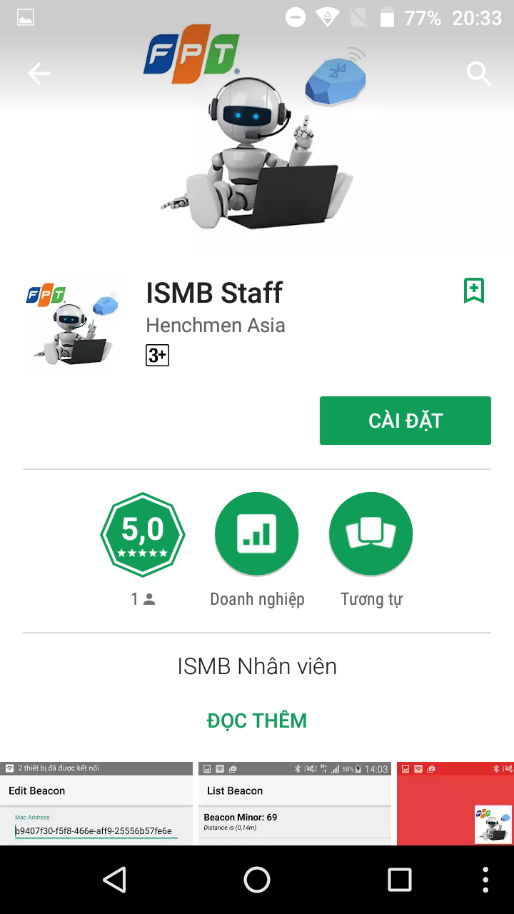 77% 20:33
FPT
FPT
ISMB Staff
Henchmen Asia
3+
CÀI ĐẶT
5,0
1
Doanh nghiệp
Tương tự
ISMB Nhân viên
ĐỌC THÊM
2 thiết bị đã được kết nối
58% 14:03
Edit Beacon
List Beacon
Mac Address
b9407f30-f5f8-466e-aff9-25556b57fe6e
Beacon Minor: 69
Distance is (0,14m)
FPT